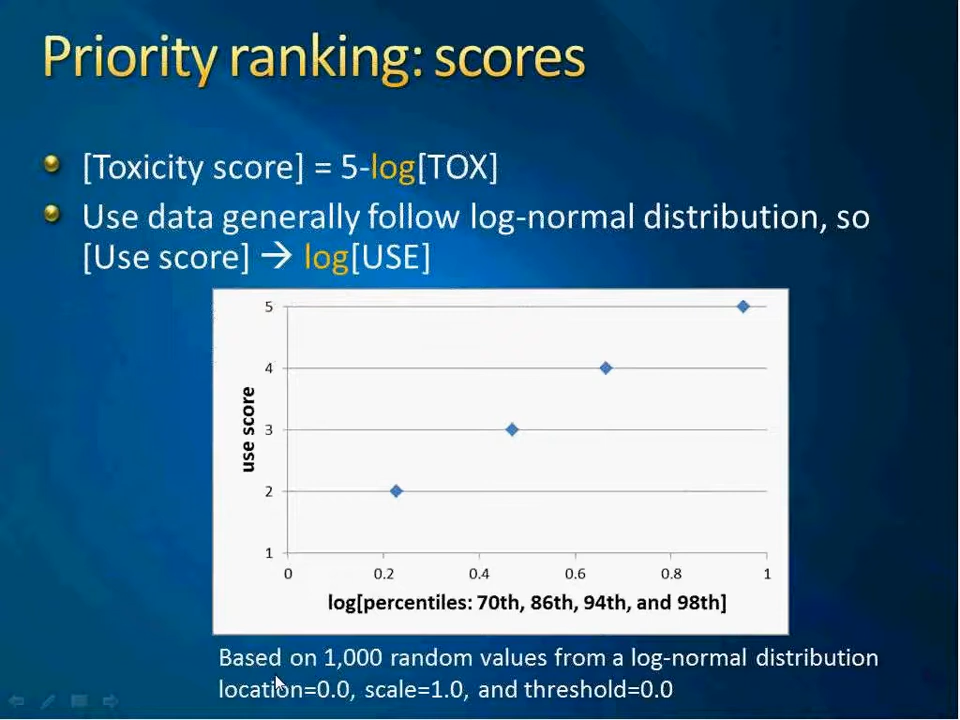 Priority ranking: scores
[Toxicity score] = 5-log[TOX]
Use data generally follow log-normal distribution, so
[Use score] → log[USE]
5
4
3
2
1
use score
0 0.2 0.4 0.6 0.8 1
log[percentiles: 70th, 86th, 94th, and 98th]
Based on 1,000 random values from a log-normal distribution
location=0.0, scale=1.0, and threshold=0.0